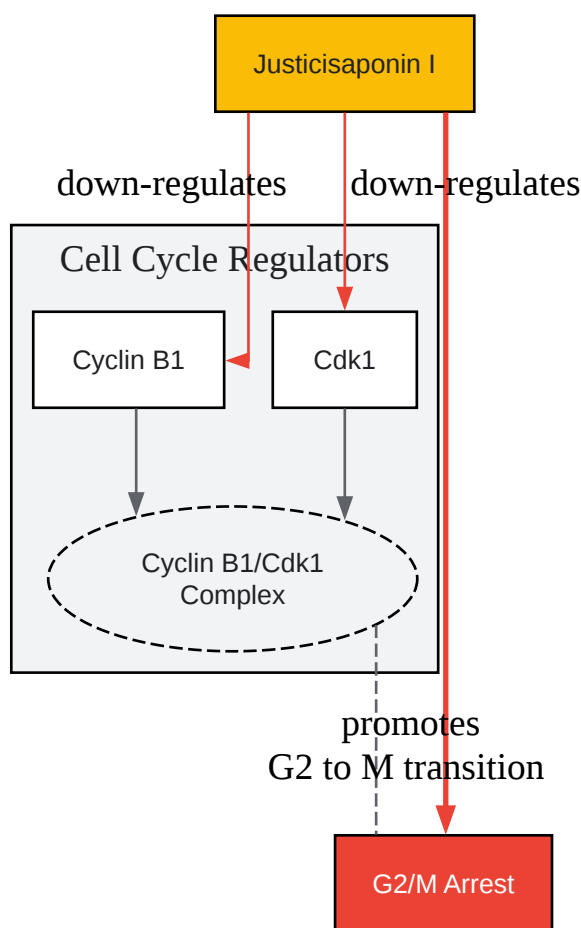 Justicisaponin I
down-regulates
down-regulates
Cell Cycle Regulators
Cyclin B1
Cdk1
Cyclin B1/Cdk1
Complex
promotes
G2 to M transition
G2/M Arrest